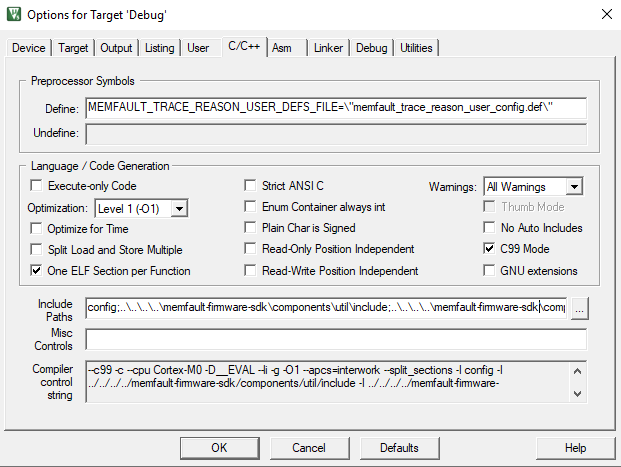 Options for Target 'Debug'
Device Target Output Listing User C/C++ Asm Linker Debug Utilities
Preprocessor Symbols
Define: MEMFAULT_TRACE_REASON_USER_DEFS_FILE=\"memfault_trace_reason_user_config.def\"
Undefine:
Language / Code Generation
Execute-only Code
Strict ANSI C
Warnings: All Warnings
Optimization: Level 1 (-O1)
Enum Container always int
Thumb Mode
Optimize for Time
Plain Char is Signed
No Auto Includes
Split Load and Store Multiple
Read-Only Position Independent
C99 Mode
One ELF Section per Function
Read-Write Position Independent
GNU extensions
Include Paths
config;..\..\..\..\memfault-firmware-sdk\components\util\include;..\..\..\..\memfault-firmware-sdk\comp
...
Misc Controls
Compiler control string
--c99 -c --cpu Cortex-M0 -D__EVAL --li -g -O1 --apcs=interwork --split_sections -I config -I
../../../../memfault-firmware-sdk/components/util/include -I ../../../../memfault-firmware-
OK Cancel Defaults Help